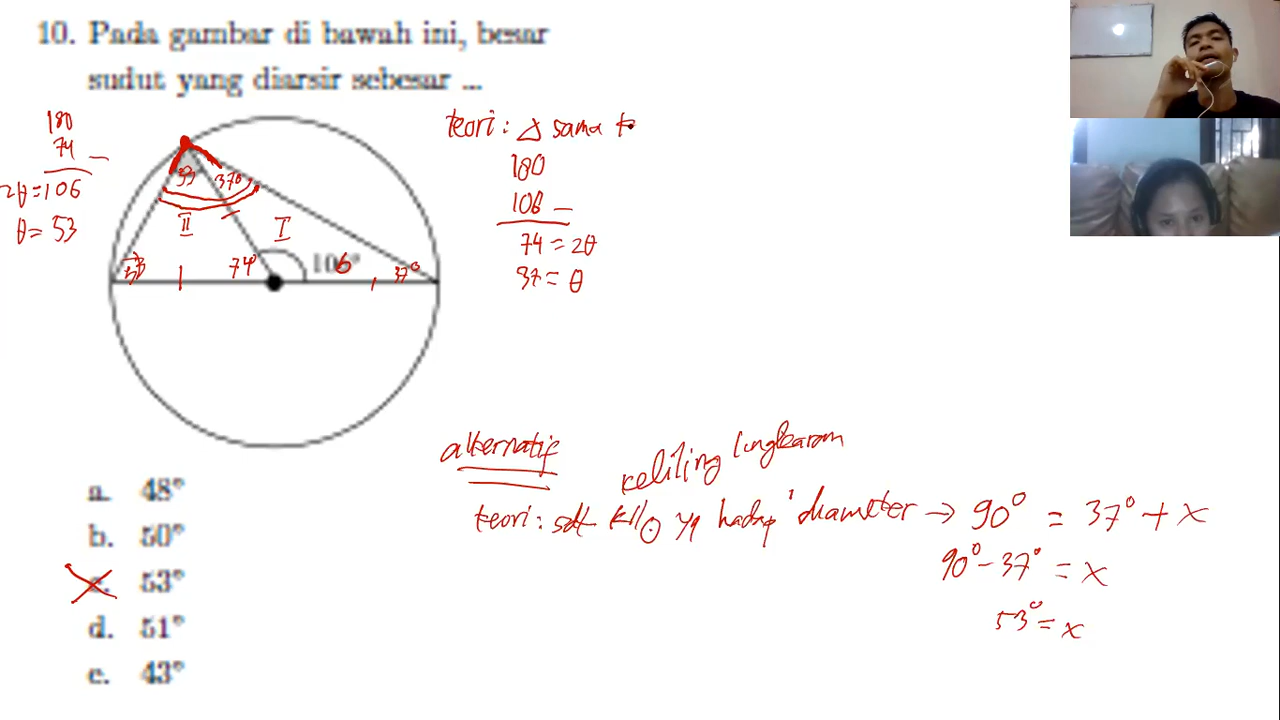 10. Pada gambar di bawah ini, besar
sudut yang diarsir sebesar ...
180
74 –
2θ = 106
θ = 53
teori : Δ sama
180
106 –
74 = 2θ
37 = θ
53 37°
II I
53 74° 106° 37°
alternatif
keliling lingkaran
teori : sdt kll yg hadap diameter → 90° = 37° + x
90° - 37° = x
53° = x
a. 48°
b. 50°
c. 53°
d. 51°
e. 43°